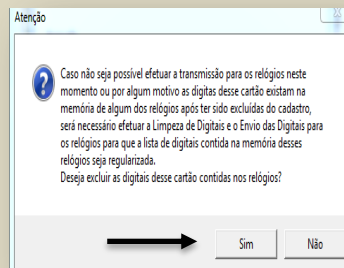 Atenção
Caso não seja possível efetuar a transmissão para os relógios neste
momento ou por algum motivo as digitas desse cartão existam na
memória de algum dos relógios após ter sido excluídas do cadastro,
será necessário efetuar a Limpeza de Digitais e o Envio das Digitais para
os relógios para que a lista de digitais contida na memória desses
relógios seja regularizada.
Deseja excluir as digitais desse cartão contidas nos relógios?
Sim
Não